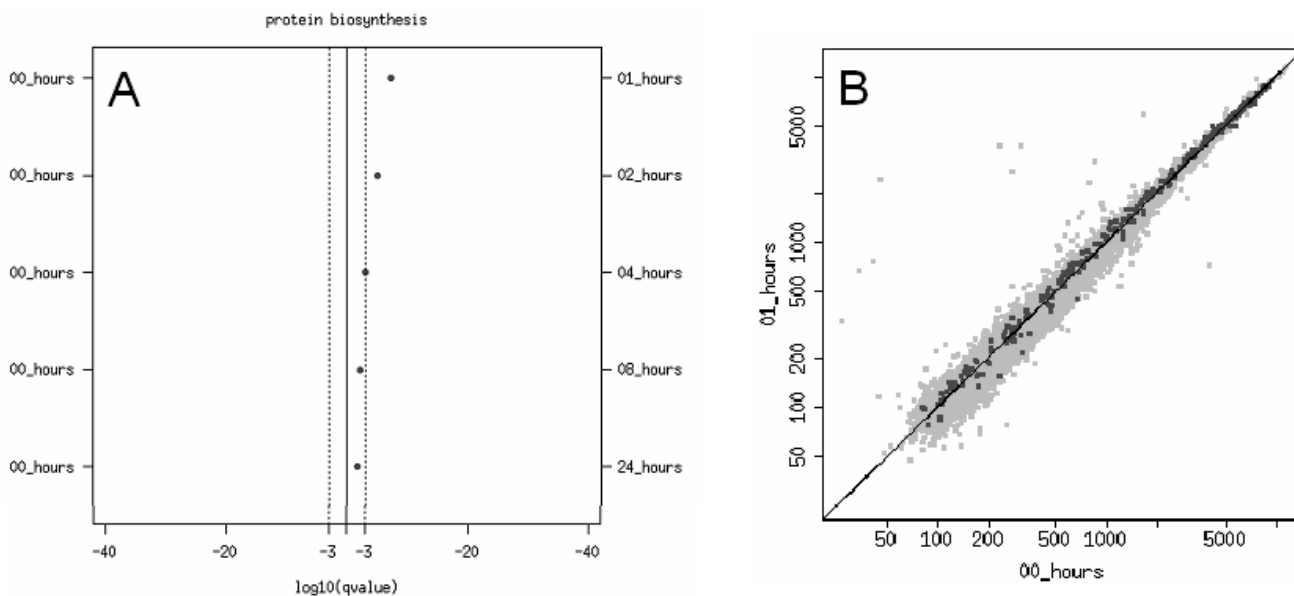 protein biosynthesis
A
00_hours 01_hours
00_hours 02_hours
00_hours 04_hours
00_hours 08_hours
00_hours 24_hours
-40 -20 -3 -3 -20 -40
log10(qvalue)
B
5000
1000
500
200
100
50
01_hours
50 100 200 500 1000 5000
00_hours